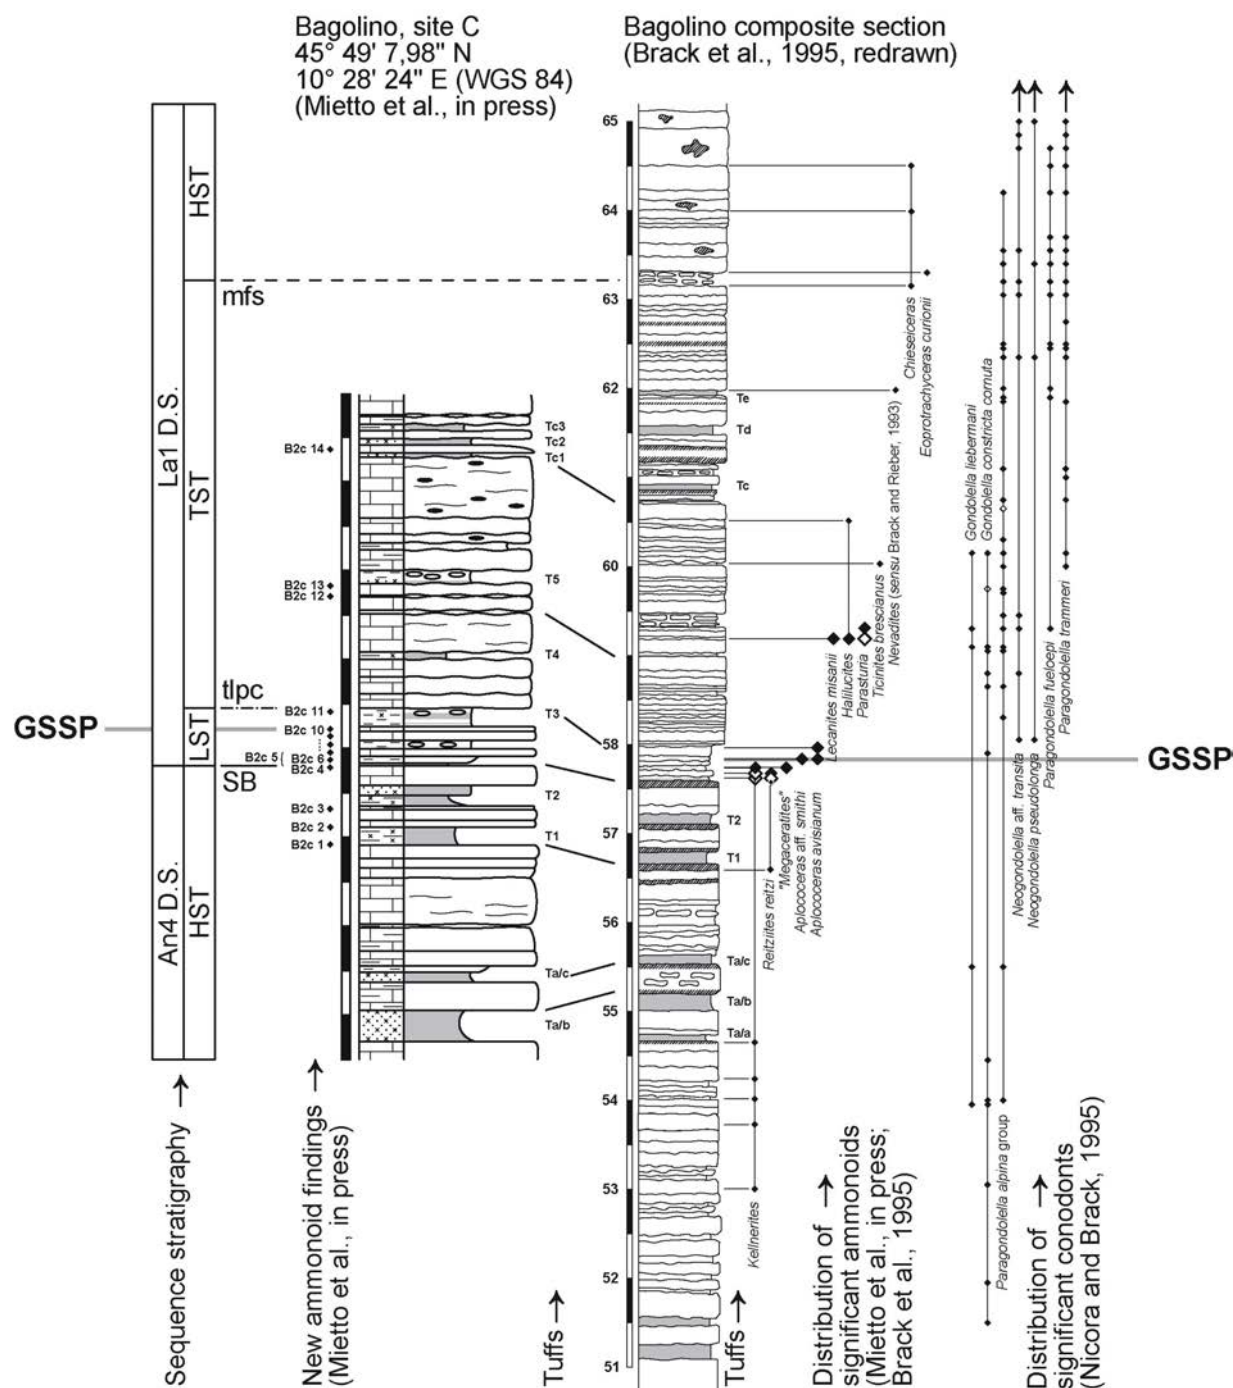 Bagolino, site C
45° 49' 7,98" N
10° 28' 24" E (WGS 84)
(Mietto et al., in press)
Bagolino composite section
(Brack et al., 1995, redrawn)
HST
TST
LST
HST
La1 D.S.
An4 D.S.
mfs
tlpc
SB
GSSP
GSSP
B2c 14
B2c 13
B2c 12
B2c 11
B2c 10
B2c 5
B2c 6
B2c 4
B2c 3
B2c 2
B2c 1
Tc3
Tc2
Tc1
T5
T4
T3
T2
T1
Ta/c
Ta/b
65
64
63
62
60
58
57
56
55
54
53
52
51
Te
Td
Tc
T2
T1
Ta/c
Ta/b
Ta/a
Kellnerites
Reitziites reitzi
"Megaceratites"
Aplococeras aff. smithi
Aplococeras avisianum
Lecanites misanii
Halilucites
Parasturia
Ticinites brescianus
Nevadites (sensu Brack and Rieber, 1993)
Chieseiceras
Eoprotrachyceras curionii
Gondolella liebermani
Gondolella constricta cornuta
Paragondolella alpina group
Neogondolella aff. transita
Neogondolella pseudolonga
Paragondolella fueloepi
Paragondolella trammeri
Sequence stratigraphy
New ammonoid findings
(Mietto et al., in press)
Tuffs
Tuffs
Distribution of
significant ammonoids
(Mietto et al., in press;
Brack et al., 1995)
Distribution of
significant conodonts
(Nicora and Brack, 1995)